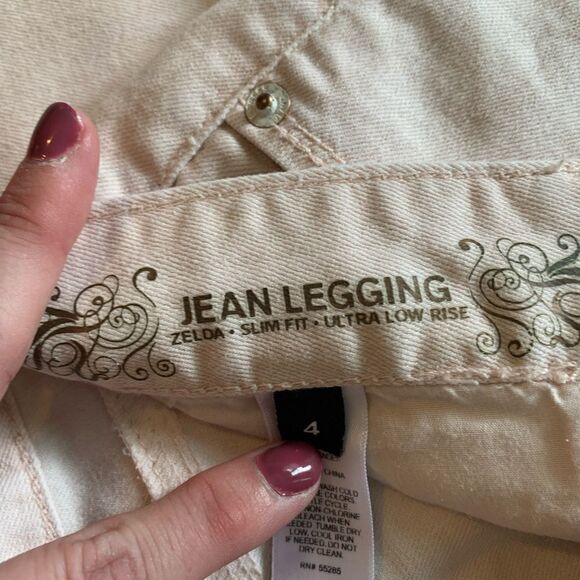 JEAN LEGGING
ZELDA • SLIM FIT • ULTRA LOW RISE
4
CHINA
WASH COLD
COLORS.
CYCLE
NON-CHLORINE
BLEACH WHEN
NEEDED TUMBLE DRY
LOW. COOL IRON
IF NEEDED. DO NOT
DRY CLEAN.
RN# 55285